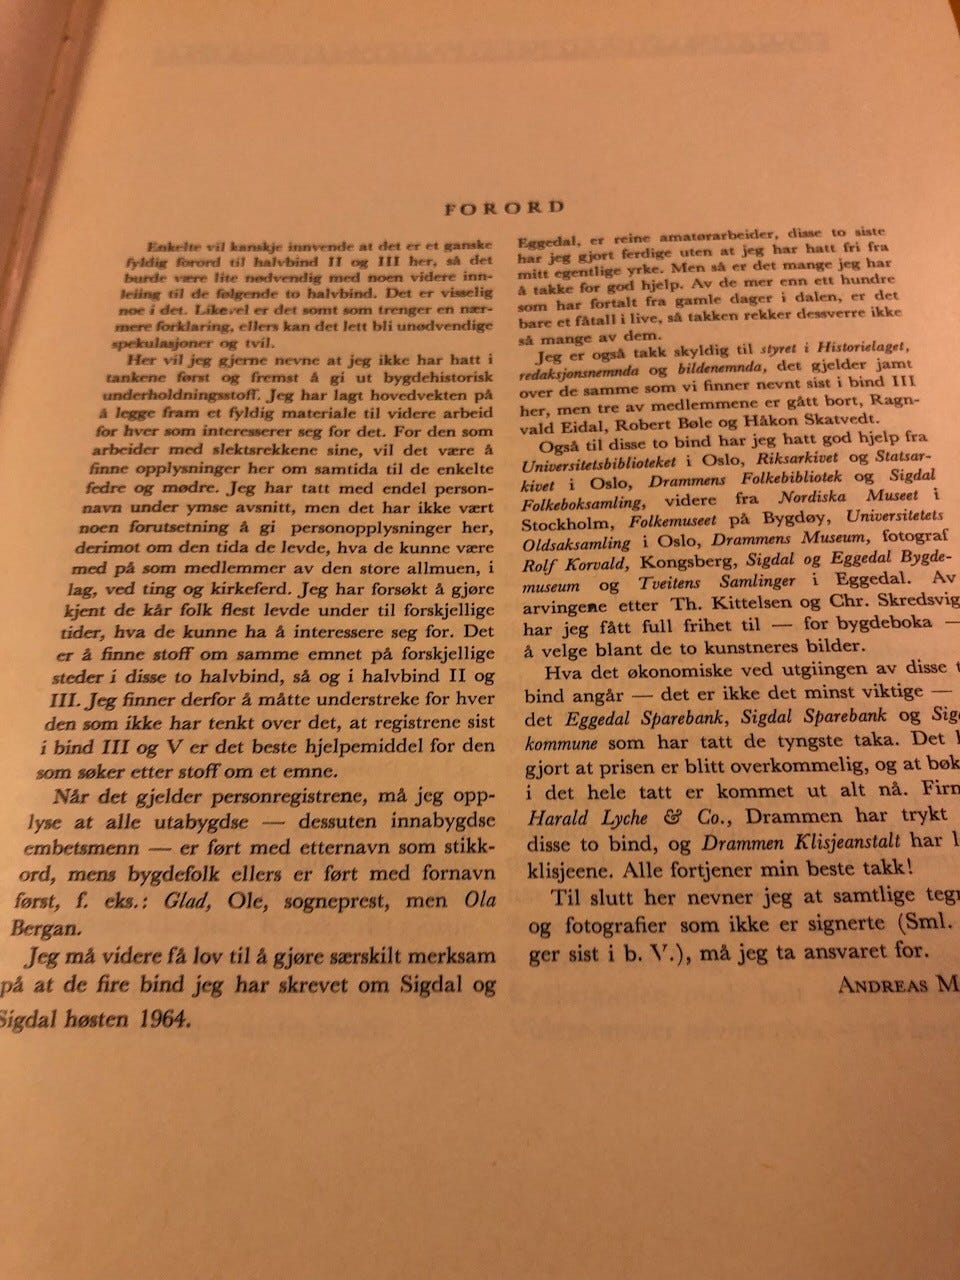 FORORD
Enkelte vil kanskje innvende at det er et ganske
fyldig forord til halvbind II og III her, så det
burde være lite nødvendig med noen videre inn-
leiing til de følgende to halvbind. Det er visselig
noe i det. Likevel er det somt som trenger en nær-
mere forklaring, ellers kan det lett bli unødvendige
spekulasjoner og tvil.
Her vil jeg gjerne nevne at jeg ikke har hatt i
tankene først og fremst å gi ut bygdehistorisk
underholdningsstoff. Jeg har lagt hovedvekten på
å legge fram et fyldig materiale til videre arbeid
for hver som interesserer seg for det. For den som
arbeider med slektsrekkene sine, vil det være å
finne opplysninger her om samtida til de enkelte
fedre og mødre. Jeg har tatt med endel person-
navn under ymse avsnitt, men det har ikke vært
noen forutsetning å gi personopplysninger her,
derimot om den tida de levde, hva de kunne være
med på som medlemmer av den store allmuen, i
lag, ved ting og kirkeferd. Jeg har forsøkt å gjøre
kjent de kår folk flest levde under til forskjellige
tider, hva de kunne ha å interessere seg for. Det
er å finne stoff om samme emnet på forskjellige
steder i disse to halvbind, så og i halvbind II og
III. Jeg finner derfor å måtte understreke for hver
den som ikke har tenkt over det, at registrene sist
i bind III og V er det beste hjelpemiddel for den
som søker etter stoff om et emne.
Når det gjelder personregistrene, må jeg opp-
lyse at alle utabygdse — dessuten innabygdse
embetsmenn — er ført med etternavn som stikk-
ord, mens bygdefolk ellers er ført med fornavn
først, f. eks.: Glad, Ole, sogneprest, men Ola
Bergan.
Jeg må videre få lov til å gjøre særskilt merksam
på at de fire bind jeg har skrevet om Sigdal og
Sigdal høsten 1964.
Eggedal, er reine amatørarbeider, disse to siste
har jeg gjort ferdige uten at jeg har hatt fri fra
mitt egentlige yrke. Men så er det mange jeg har
å takke for god hjelp. Av de mer enn ett hundre
som har fortalt fra gamle dager i dalen, er det
bare et fåtall i live, så takken rekker dessverre ikke
så mange av dem.
Jeg er også takk skyldig til styret i Historielaget,
redaksjonsnemnda og bildenemnda, det gjelder jamt
over de samme som vi finner nevnt sist i bind III
her, men tre av medlemmene er gått bort, Ragn-
vald Eidal, Robert Bøle og Håkon Skatvedt.
Også til disse to bind har jeg hatt god hjelp fra
Universitetsbiblioteket i Oslo, Riksarkivet og Statsar-
kivet i Oslo, Drammens Folkebibliotek og Sigdal
Folkeboksamling, videre fra Nordiska Museet i
Stockholm, Folkemuseet på Bygdøy, Universitetets
Oldsaksamling i Oslo, Drammens Museum, fotograf
Rolf Korvald, Kongsberg, Sigdal og Eggedal Bygde-
museum og Tveitens Samlinger i Eggedal. Av
arvingene etter Th. Kittelsen og Chr. Skredsvig
har jeg fått full frihet til — for bygdeboka —
å velge blant de to kunstneres bilder.
Hva det økonomiske ved utgiingen av disse
bind angår — det er ikke det minst viktige —
det Eggedal Sparebank, Sigdal Sparebank og
kommune som har tatt de tyngste taka. Det
gjort at prisen er blitt overkommelig, og at
i det hele tatt er kommet ut alt nå.
Harald Lyche & Co., Drammen har trykt
disse to bind, og Drammen Klisjeanstalt har
klisjeene. Alle fortjener min beste takk!
Til slutt her nevner jeg at samtlige
og fotografier som ikke er signerte (Sml.
ger sist i b. V.), må jeg ta ansvaret for.
ANDREAS